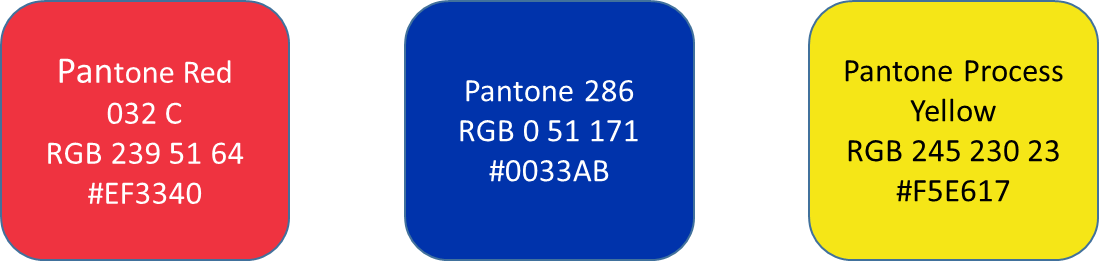 Pantone Red
032 C
RGB 239 51 64
#EF3340
Pantone 286
RGB 0 51 171
#0033AB
Pantone Process
Yellow
RGB 245 230 23
#F5E617